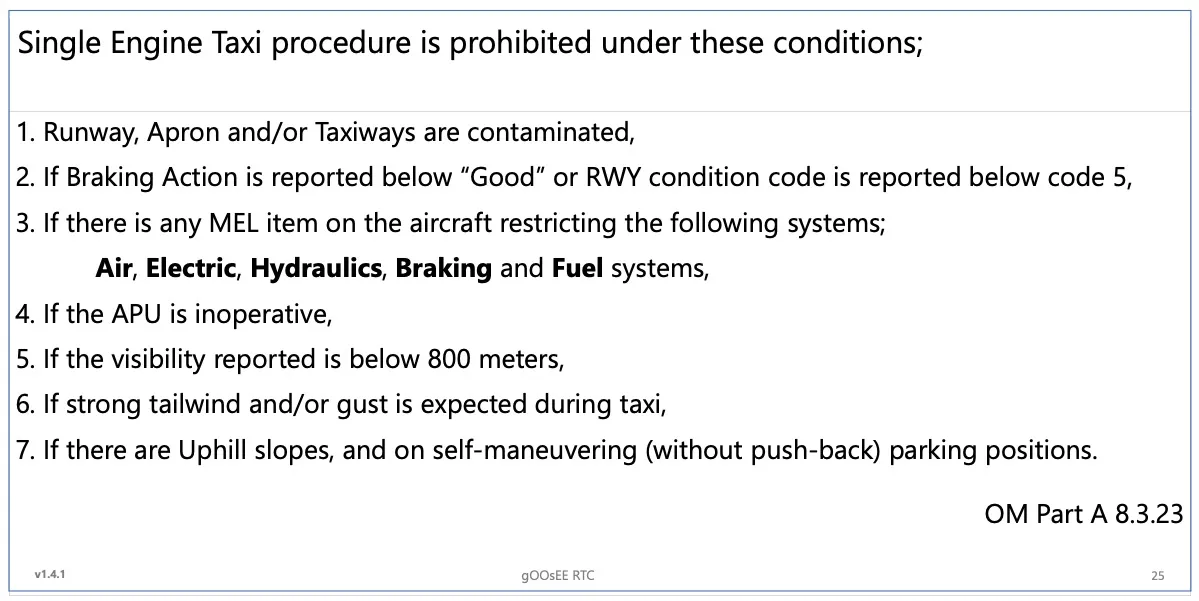 Single Engine Taxi procedure is prohibited under these conditions;
1. Runway, Apron and/or Taxiways are contaminated,
2. If Braking Action is reported below “Good” or RWY condition code is reported below code 5,
3. If there is any MEL item on the aircraft restricting the following systems;
Air, Electric, Hydraulics, Braking and Fuel systems,
4. If the APU is inoperative,
5. If the visibility reported is below 800 meters,
6. If strong tailwind and/or gust is expected during taxi,
7. If there are Uphill slopes, and on self-maneuvering (without push-back) parking positions.
OM Part A 8.3.23
v1.4.1 gOOsEE RTC 25